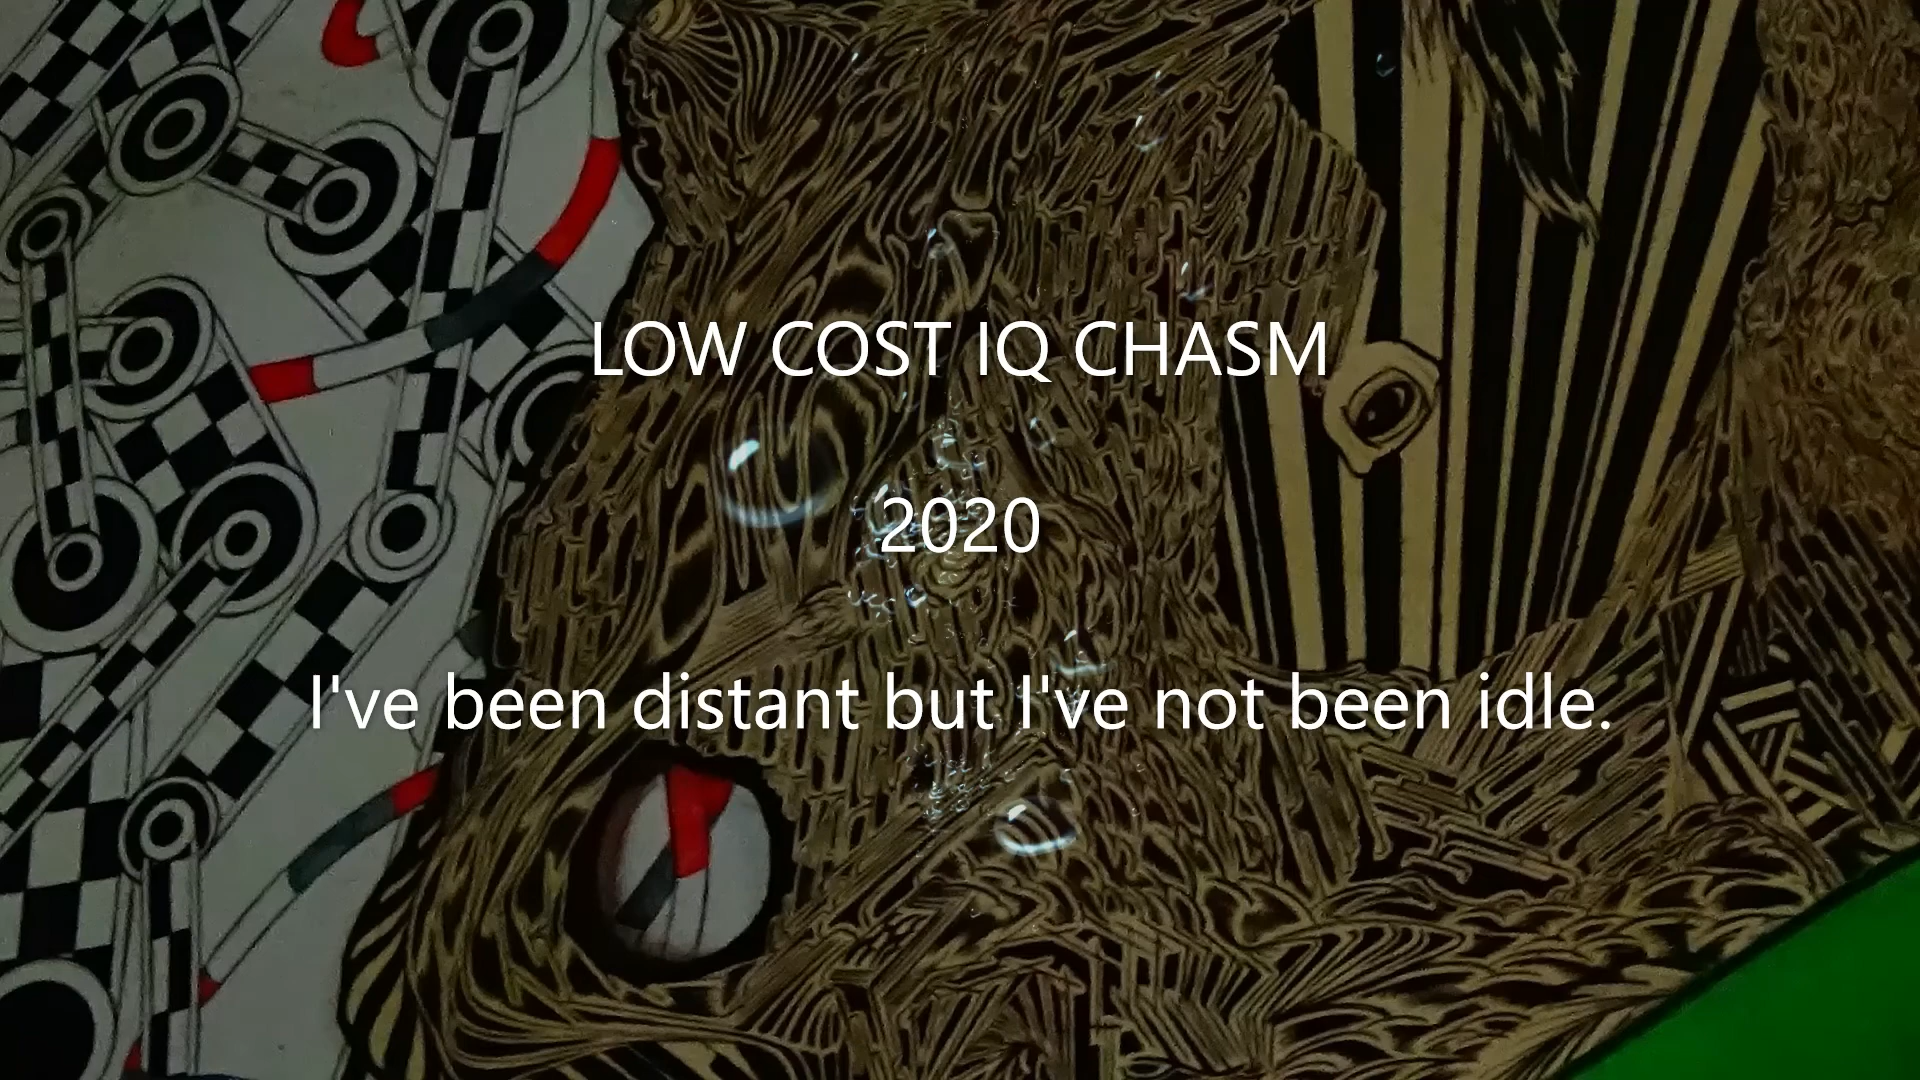 LOW COST IQ CHASM
2020
I've been distant but I've not been idle.